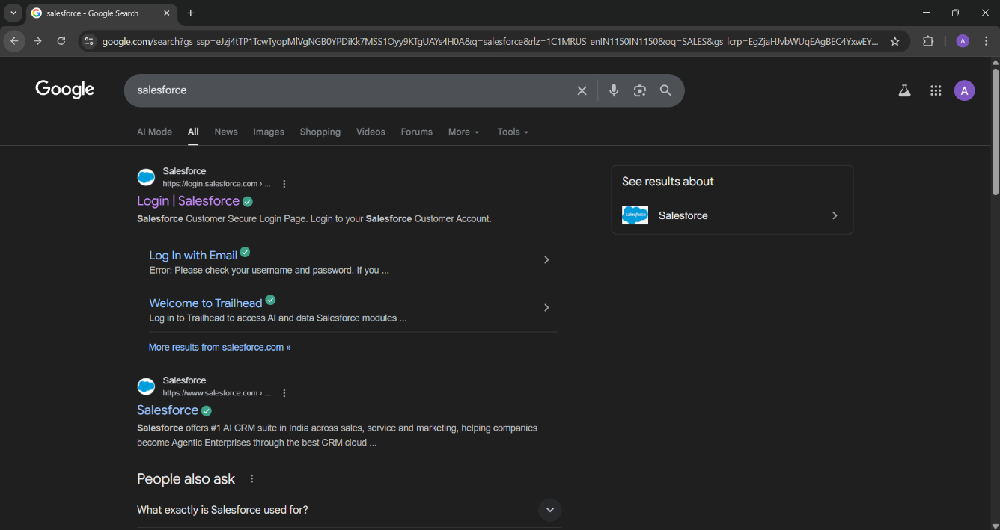 salesforce - Google Search
google.com/search?gs_ssp=eJzj4tTP1TcwTyopMlVgNGB0YPDiKk7MSS1Oyy9KTgUAYs4H0A&q=salesforce&rlz=1C1MRUS_enIN1150IN1150&oq=SALES&gs_lcrp=EgZjaHJvbWUqEAgBEC4YxwEY...
A
Google
salesforce
A
AI Mode All News Images Shopping Videos Forums More Tools
Salesforce
https://login.salesforce.com › ...
Login | Salesforce
Salesforce Customer Secure Login Page. Login to your Salesforce Customer Account.
Log In with Email
Error: Please check your username and password. If you ...
Welcome to Trailhead
Log in to Trailhead to access AI and data Salesforce modules ...
More results from salesforce.com »
See results about
salesforce
Salesforce
Salesforce
https://www.salesforce.com › ...
Salesforce
Salesforce offers #1 AI CRM suite in India across sales, service and marketing, helping companies
become Agentic Enterprises through the best CRM cloud ...
People also ask
What exactly is Salesforce used for?